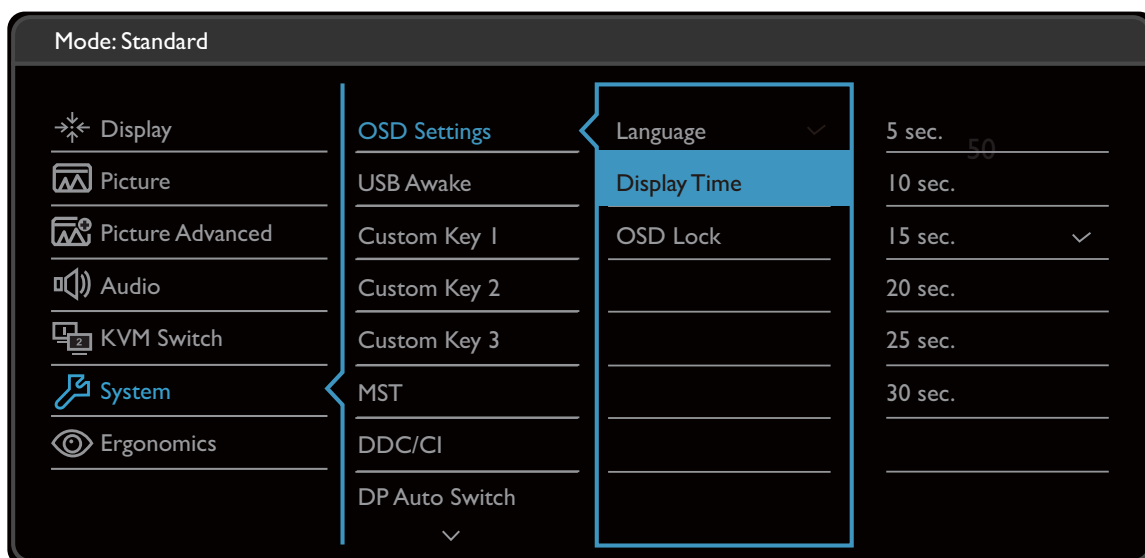 Mode: Standard
Display
Picture
Picture Advanced
Audio
1 2 KVM Switch
System
Ergonomics
OSD Settings
USB Awake
Custom Key 1
Custom Key 2
Custom Key 3
MST
DDC/CI
DP Auto Switch
Language
Display Time
OSD Lock
5 sec.
50
10 sec.
15 sec.
20 sec.
25 sec.
30 sec.